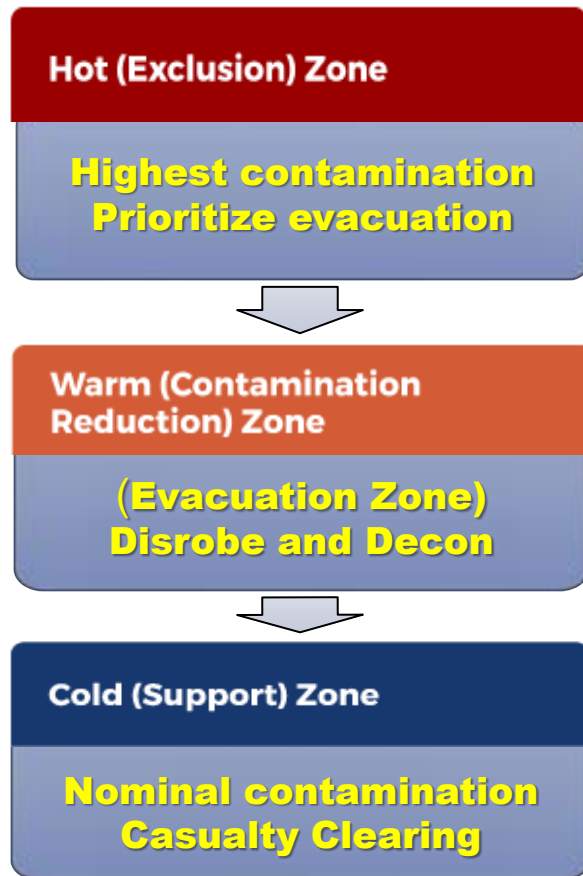 Hot (Exclusion) Zone
Highest contamination
Prioritize evacuation
Warm (Contamination
Reduction) Zone
(Evacuation Zone)
Disrobe and Decon
Cold (Support) Zone
Nominal contamination
Casualty Clearing